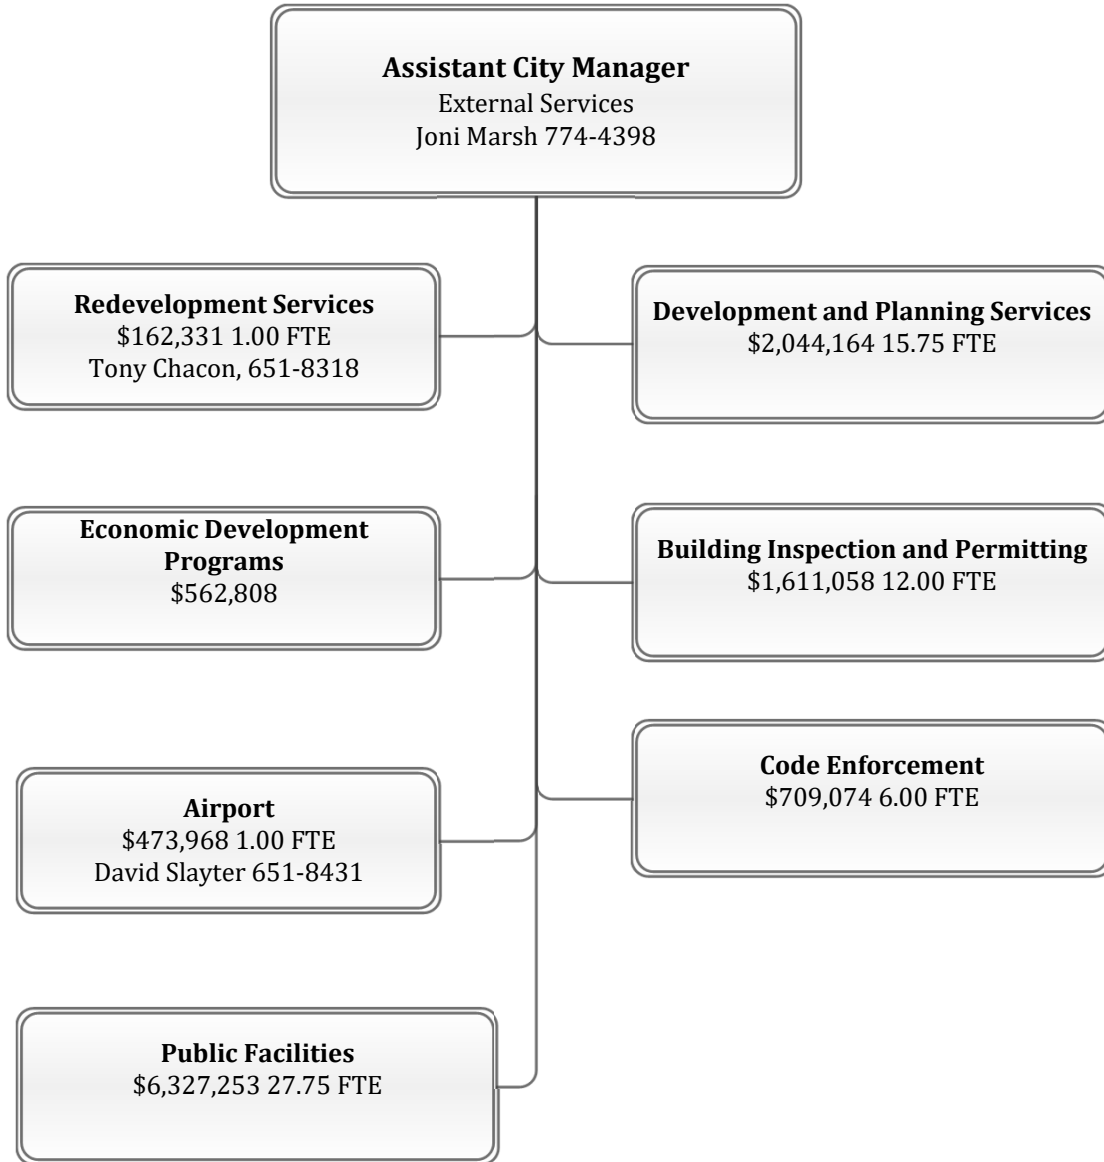 Assistant City Manager
External Services
Joni Marsh 774-4398
Redevelopment Services
$162,331 1.00 FTE
Tony Chacon, 651-8318
Development and Planning Services
$2,044,164 15.75 FTE
Economic Development
Programs
$562,808
Building Inspection and Permitting
$1,611,058 12.00 FTE
Airport
$473,968 1.00 FTE
David Slayter 651-8431
Code Enforcement
$709,074 6.00 FTE
Public Facilities
$6,327,253 27.75 FTE